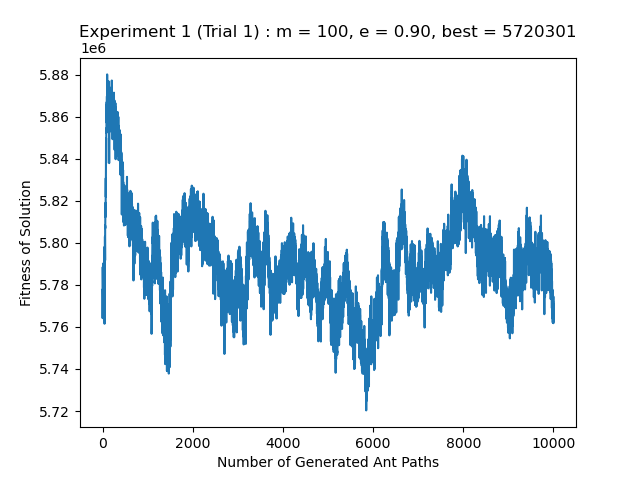 Experiment 1 (Trial 1) : m = 100, e = 0.90, best = 5720301
1e6
5.88
5.86
5.84
5.82
5.80
5.78
5.76
5.74
5.72
Fitness of Solution
0 2000 4000 6000 8000 10000
Number of Generated Ant Paths